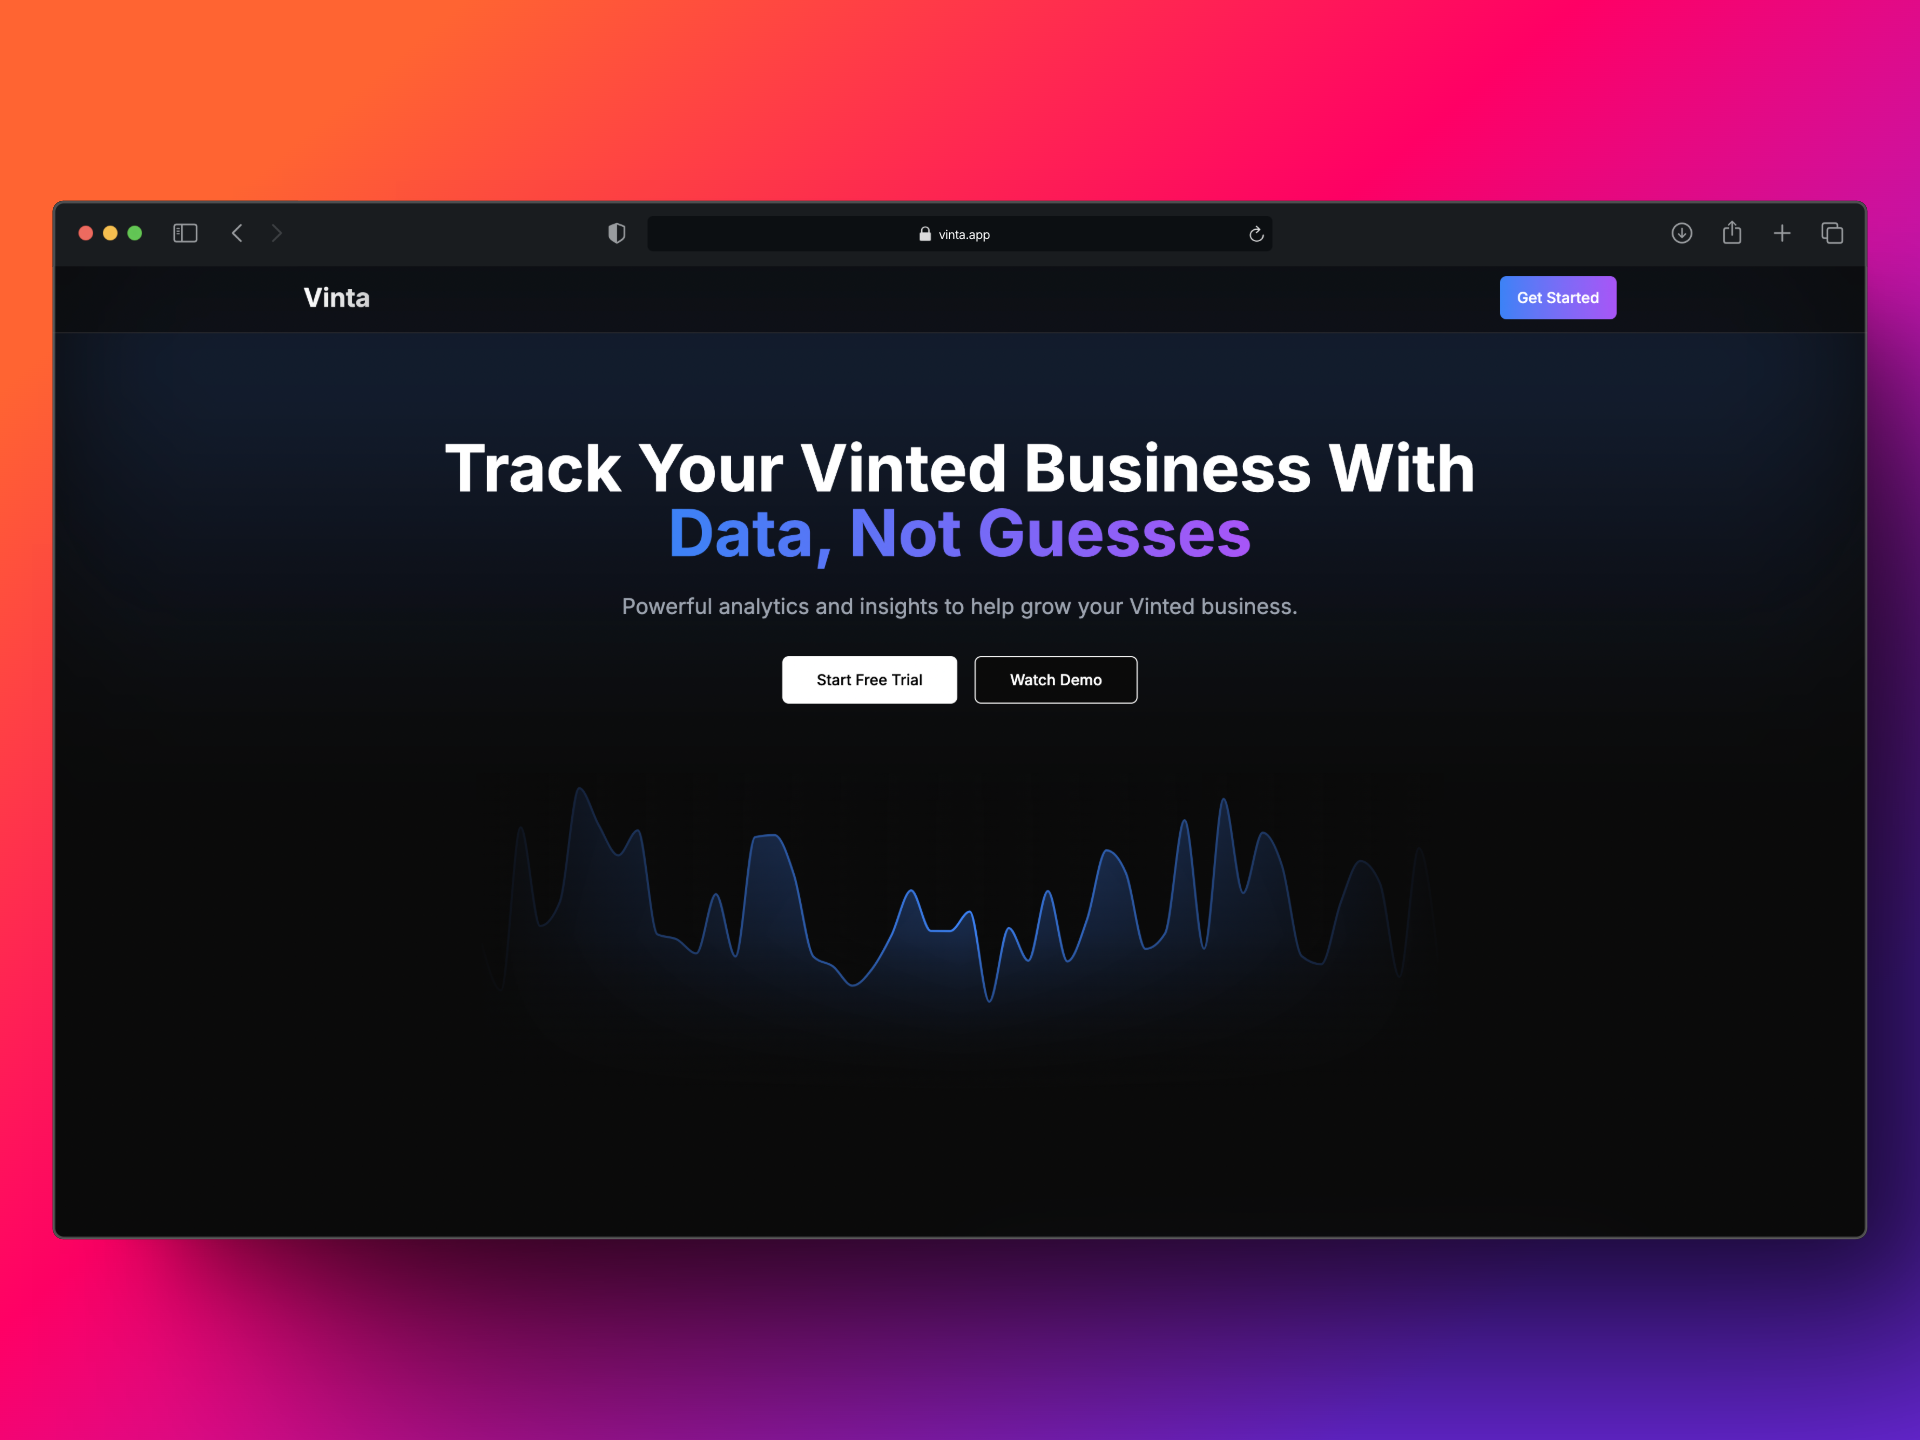 vinta.app
Vinta
Get Started
Track Your Vinted Business With
Data, Not Guesses
Powerful analytics and insights to help grow your Vinted business.
Start Free Trial
Watch Demo